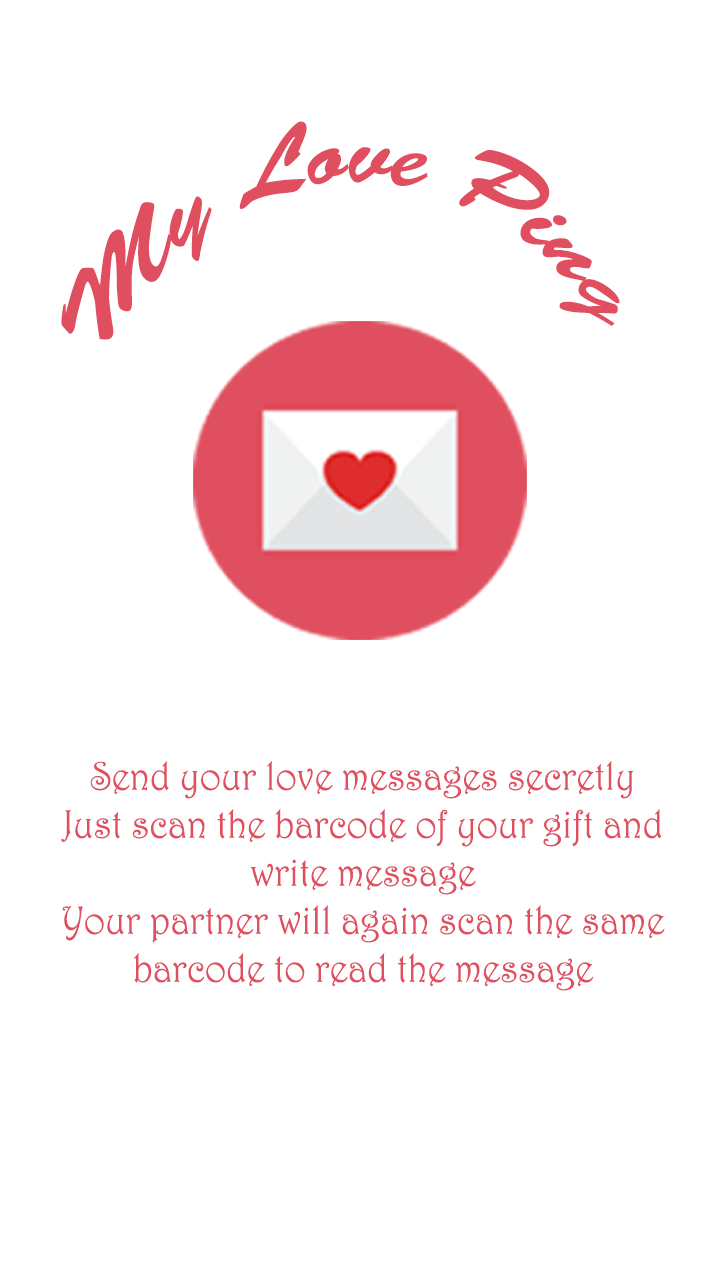 My Love Ping
Send your love messages secretly
Just scan the barcode of your gift and
write message
Your partner will again scan the same
barcode to read the message